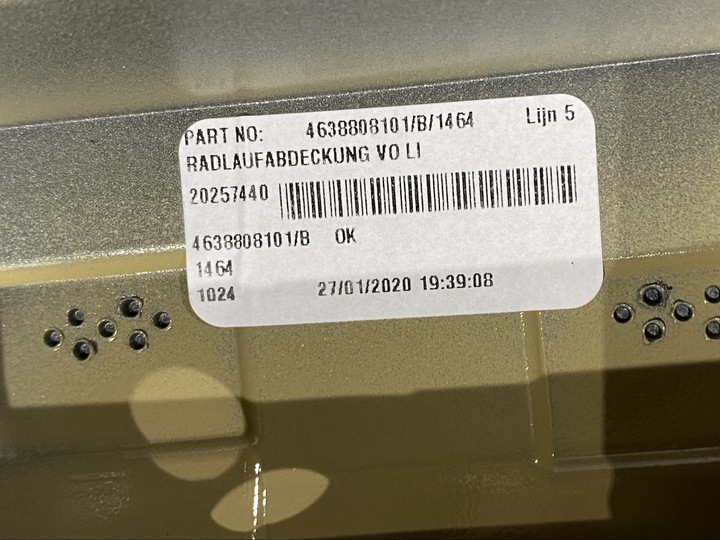 PART NO: 4638808101/B/1464 Lijn 5
RADLAUFABDECKUNG VO LI
20257440
4638808101/B OK
1464
1024 27/01/2020 19:39:08